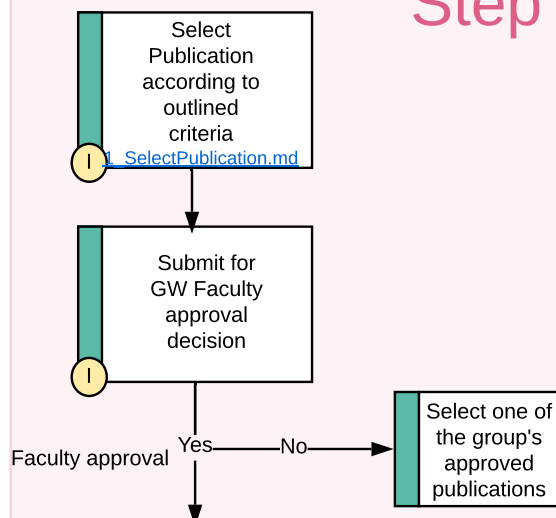 Step
Select
Publication
according to
outlined
criteria
1_SelectPublication.md
I
Submit for
GW Faculty
approval
decision
I
Faculty approval
Yes
No
Select one of
the group's
approved
publications